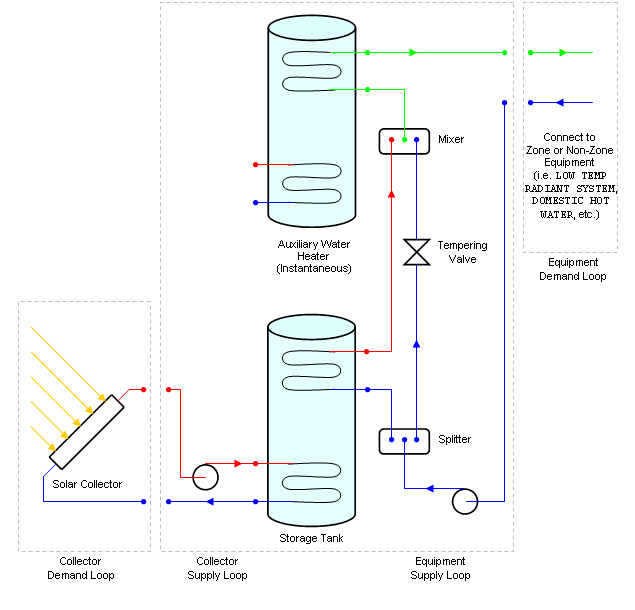 Mixer
Connect to
Zone or Non-Zone
Equipment
(i.e. LOW TEMP
RADIANT SYSTEM,
DOMESTIC HOT
WATER, etc.)
Auxiliary Water
Heater
(Instantaneous)
Tempering
Valve
Equipment
Demand Loop
Splitter
Solar Collector
Storage Tank
Collector
Demand Loop
Collector
Supply Loop
Equipment
Supply Loop